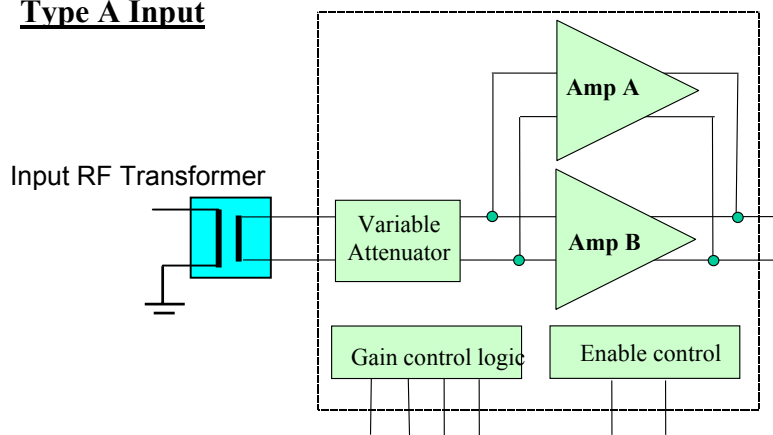 Type A Input
Amp A
Input RF Transformer
Variable
Attenuator
Amp B
Gain control logic
Enable control